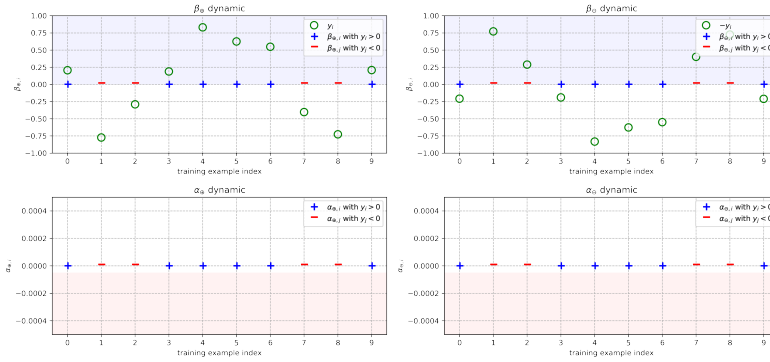 β⊕ dynamic
1.00
0.75
0.50
0.25
0.00
−0.25
−0.50
−0.75
−1.00
β⊕,i
yi
β⊕,i with yi > 0
β⊕,i with yi < 0
0 1 2 3 4 5 6 7 8 9
training example index
β⊖ dynamic
1.00
0.75
0.50
0.25
0.00
−0.25
−0.50
−0.75
−1.00
β⊖,i
−yi
β⊖,i with yi > 0
β⊖,i with yi < 0
0 1 2 3 4 5 6 7 8 9
training example index
α⊕ dynamic
0.0004
0.0002
0.0000
−0.0002
−0.0004
α⊕,i
α⊕,i with yi > 0
α⊕,i with yi < 0
0 1 2 3 4 5 6 7 8 9
training example index
α⊖ dynamic
0.0004
0.0002
0.0000
−0.0002
−0.0004
α⊖,i
α⊖,i with yi > 0
α⊖,i with yi < 0
0 1 2 3 4 5 6 7 8 9
training example index